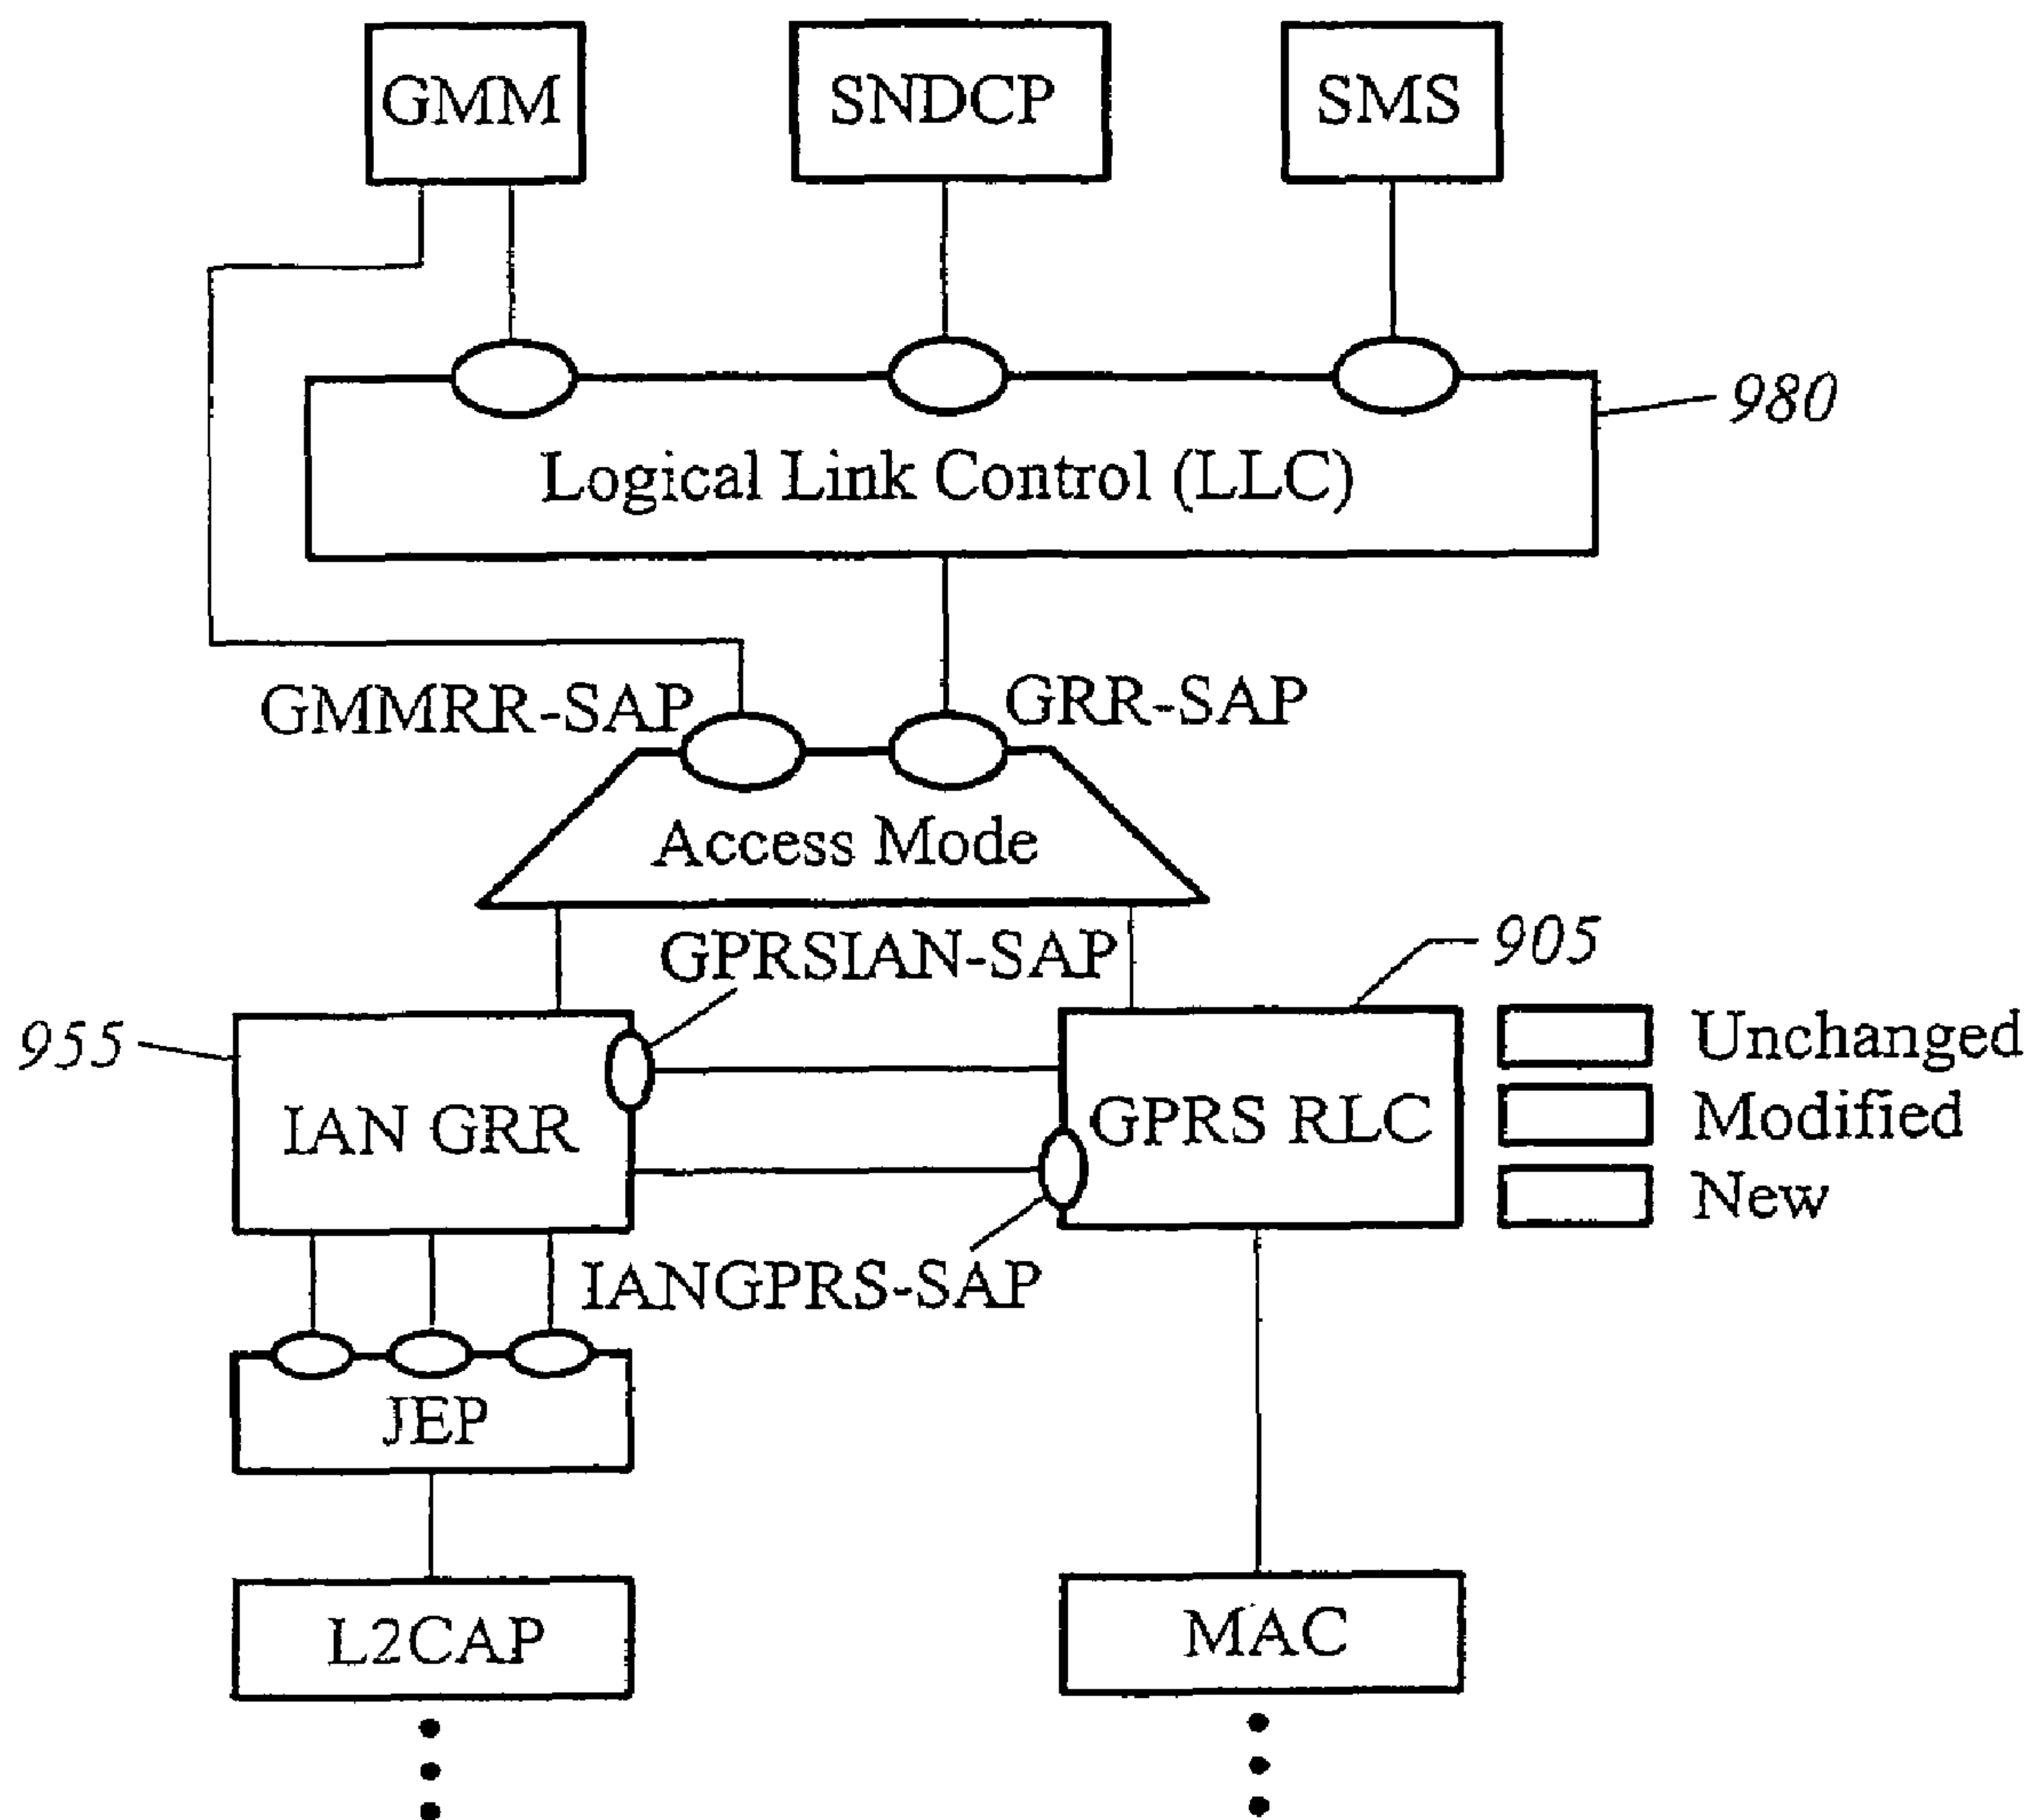 GMM
SNDCP
SMS
980
Logical Link Control (LLC)
GMMRR-SAP
GRR-SAP
Access Mode
GPRSIAN-SAP
905
955
IAN GRR
GPRS RLC
Unchanged
Modified
New
IANGPRS-SAP
JEP
L2CAP
MAC